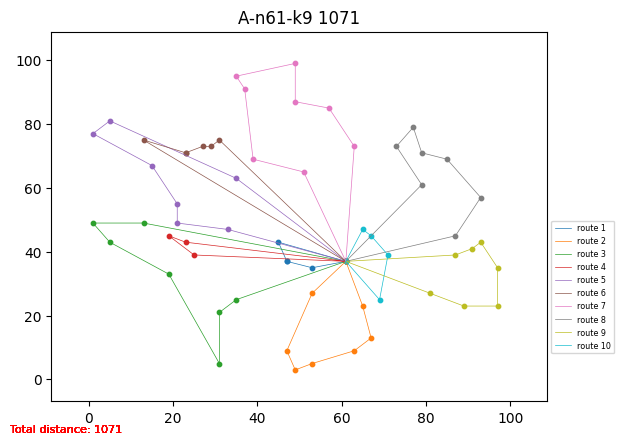 A-n61-k9 1071
100
80
60
40
20
0
0 20 40 60 80 100
route 1
route 2
route 3
route 4
route 5
route 6
route 7
route 8
route 9
route 10
Total distance: 1071